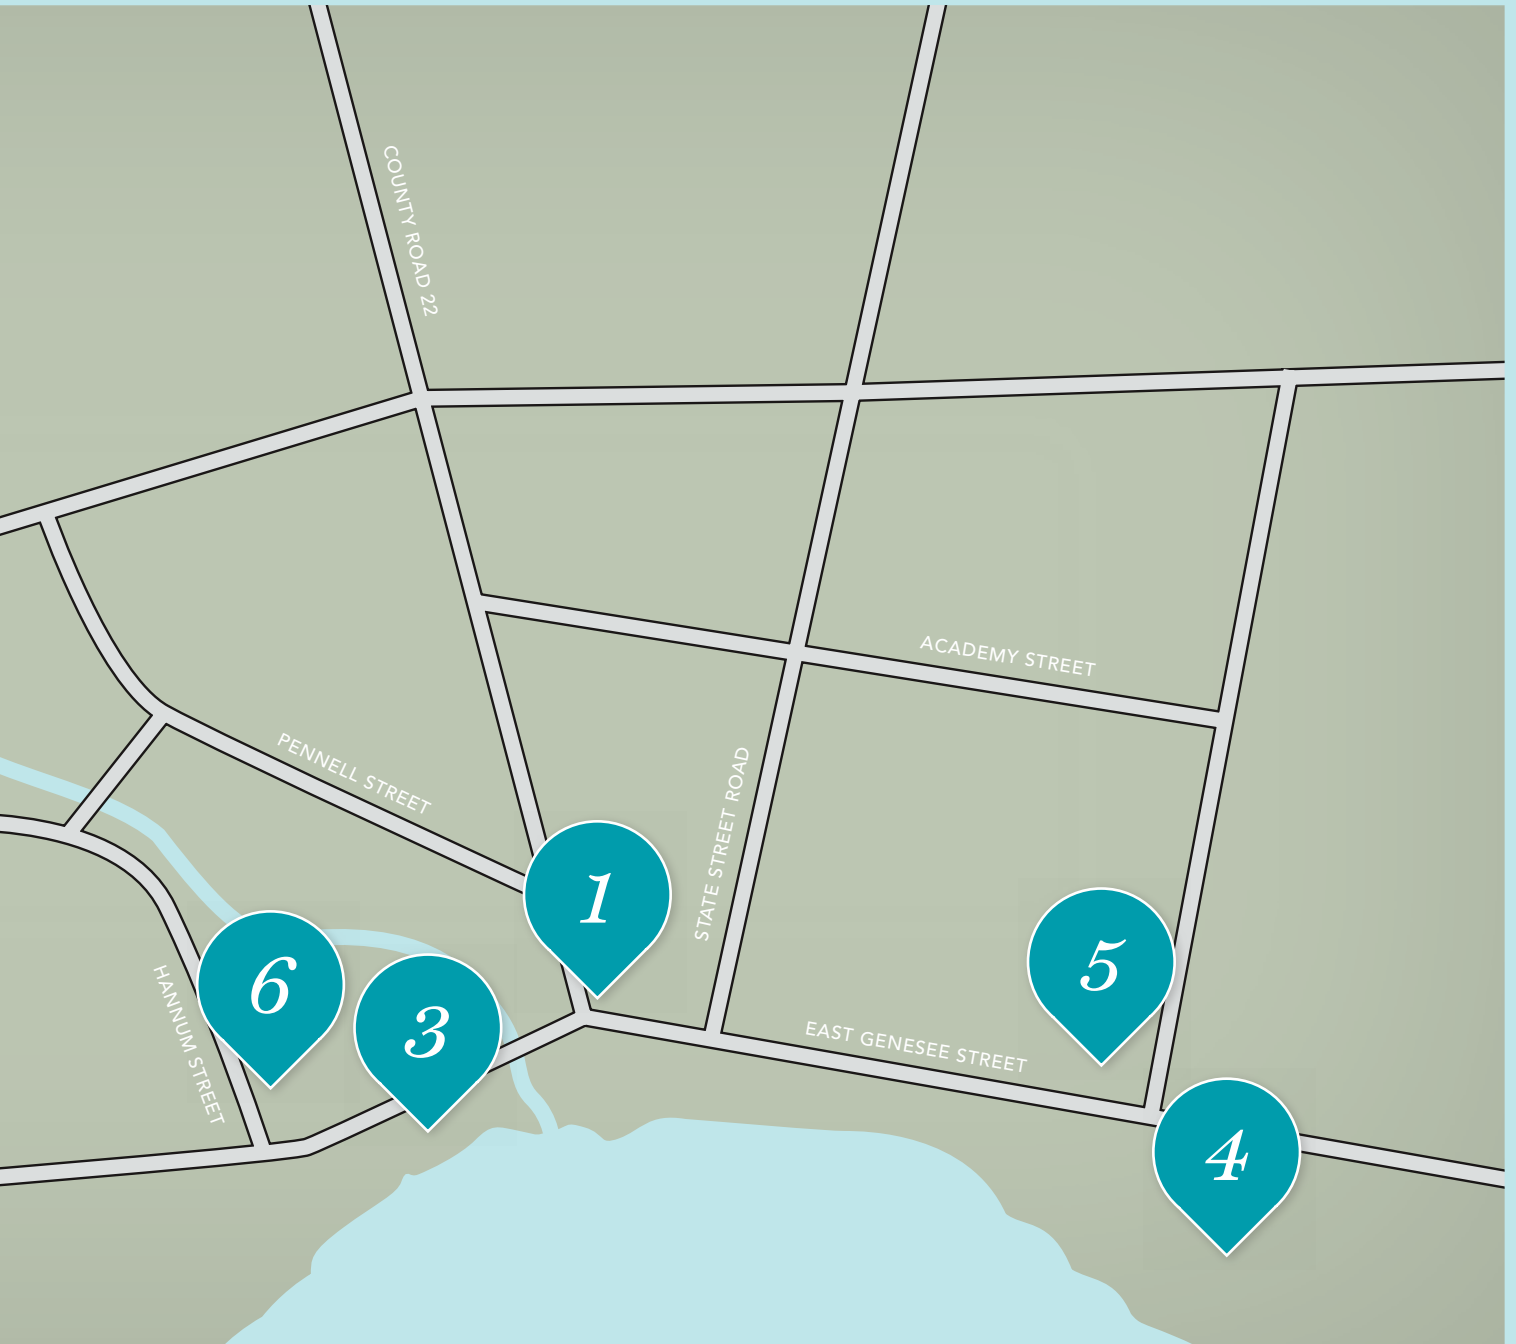 COUNTY ROAD 22
ACADEMY STREET
PENNELL STREET
STATE STREET ROAD
1
5
6
3
HANNUM STREET
EAST GENESEE STREET
4